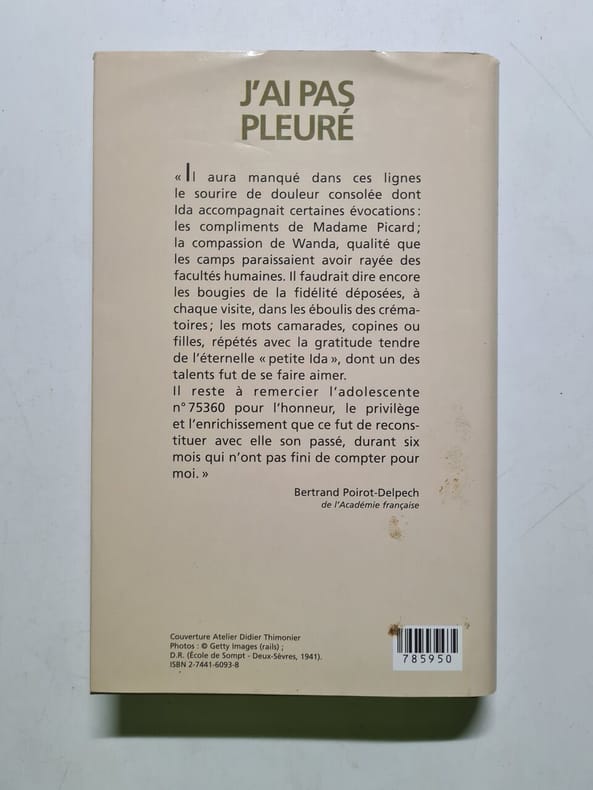 J'AI PAS
PLEURÉ
« Il aura manqué dans ces lignes
le sourire de douleur consolée dont
Ida accompagnait certaines évocations :
les compliments de Madame Picard ;
la compassion de Wanda, qualité que
les camps paraissaient avoir rayée des
facultés humaines. Il faudrait dire encore
les bougies de la fidélité déposées, à
chaque visite, dans les éboulis des créma-
toires ; les mots camarades, copines ou
filles, répétés avec la gratitude tendre
de l'éternelle « petite Ida », dont un des
talents fut de se faire aimer.
Il reste à remercier l'adolescente
n° 75360 pour l'honneur, le privilège
et l'enrichissement que ce fut de recons-
tituer avec elle son passé, durant six
mois qui n'ont pas fini de compter pour
moi. »
Bertrand Poirot-Delpech
de l'Académie française
Couverture Atelier Didier Thimonier
Photos : © Getty Images (rails) ;
D.R. (École de Sompt - Deux-Sèvres, 1941).
ISBN 2-7441-6093-8
785950